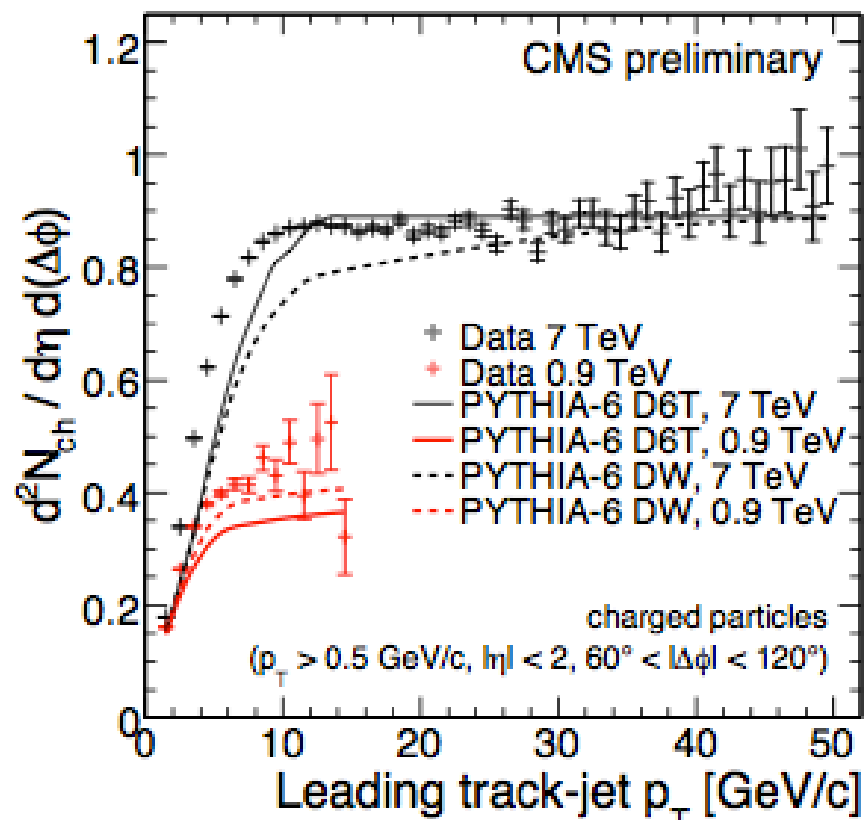 CMS preliminary
d²N_ch / dη d(Δϕ)
1.2
1
0.8
0.6
0.4
0.2
0
Data 7 TeV
Data 0.9 TeV
PYTHIA-6 D6T, 7 TeV
PYTHIA-6 D6T, 0.9 TeV
PYTHIA-6 DW, 7 TeV
PYTHIA-6 DW, 0.9 TeV
charged particles
(p_T > 0.5 GeV/c, |η| < 2, 60° < |Δϕ| < 120°)
0 10 20 30 40 50
Leading track-jet p_T [GeV/c]